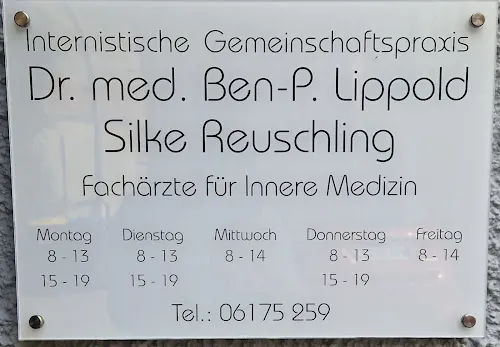 Internistische Gemeinschaftspraxis
Dr. med. Ben-P. Lippold
Silke Reuschling
Fachärzte für Innere Medizin
Montag Dienstag Mittwoch Donnerstag Freitag
8 - 13 8 - 13 8 - 14 8 - 13 8 - 14
15 - 19 15 - 19 15 - 19
Tel.: 06175 259